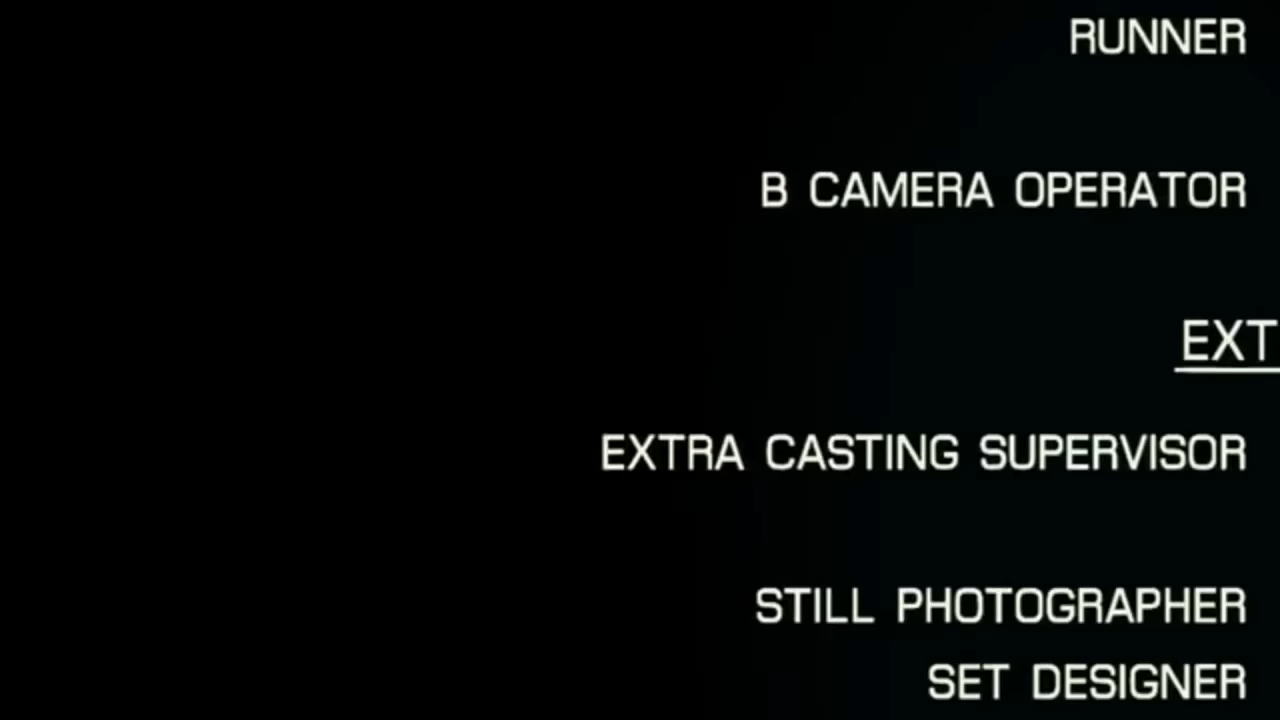 RUNNER
B CAMERA OPERATOR
EXT
EXTRA CASTING SUPERVISOR
STILL PHOTOGRAPHER
SET DESIGNER